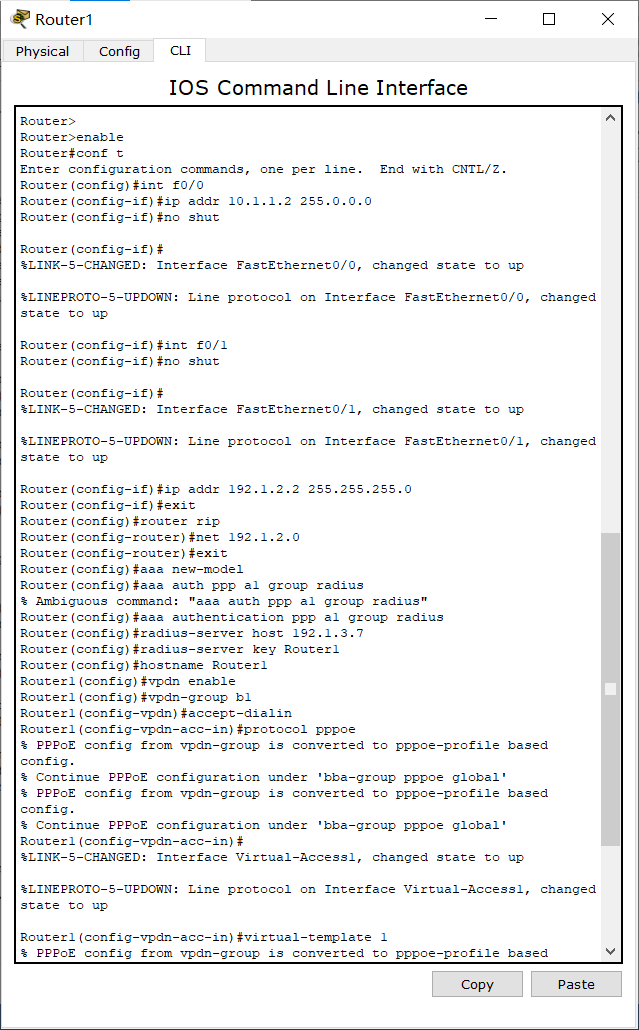 Router1
Physical Config CLI
IOS Command Line Interface
Router>
Router>enable
Router#conf t
Enter configuration commands, one per line.  End with CNTL/Z.
Router(config)#int f0/0
Router(config-if)#ip addr 10.1.1.2 255.0.0.0
Router(config-if)#no shut
Router(config-if)#
%LINK-5-CHANGED: Interface FastEthernet0/0, changed state to up
%LINEPROTO-5-UPDOWN: Line protocol on Interface FastEthernet0/0, changed
state to up
Router(config-if)#int f0/1
Router(config-if)#no shut
Router(config-if)#
%LINK-5-CHANGED: Interface FastEthernet0/1, changed state to up
%LINEPROTO-5-UPDOWN: Line protocol on Interface FastEthernet0/1, changed
state to up
Router(config-if)#ip addr 192.1.2.2 255.255.255.0
Router(config-if)#exit
Router(config)#router rip
Router(config-router)#net 192.1.2.0
Router(config-router)#exit
Router(config)#aaa new-model
Router(config)#aaa auth ppp a1 group radius
% Ambiguous command: "aaa auth ppp a1 group radius"
Router(config)#aaa authentication ppp a1 group radius
Router(config)#radius-server host 192.1.3.7
Router(config)#radius-server key Router1
Router(config)#hostname Router1
Router1(config)#vpdn enable
Router1(config)#vpdn-group b1
Router1(config-vpdn)#accept-dialin
Router1(config-vpdn-acc-in)#protocol pppoe
% PPPoE config from vpdn-group is converted to pppoe-profile based
config.
% Continue PPPoE configuration under 'bba-group pppoe global'
% PPPoE config from vpdn-group is converted to pppoe-profile based
config.
% Continue PPPoE configuration under 'bba-group pppoe global'
Router1(config-vpdn-acc-in)#
%LINK-5-CHANGED: Interface Virtual-Access1, changed state to up
%LINEPROTO-5-UPDOWN: Line protocol on Interface Virtual-Access1, changed
state to up
Router1(config-vpdn-acc-in)#virtual-template 1
% PPPoE config from vpdn-group is converted to pppoe-profile based
Copy Paste